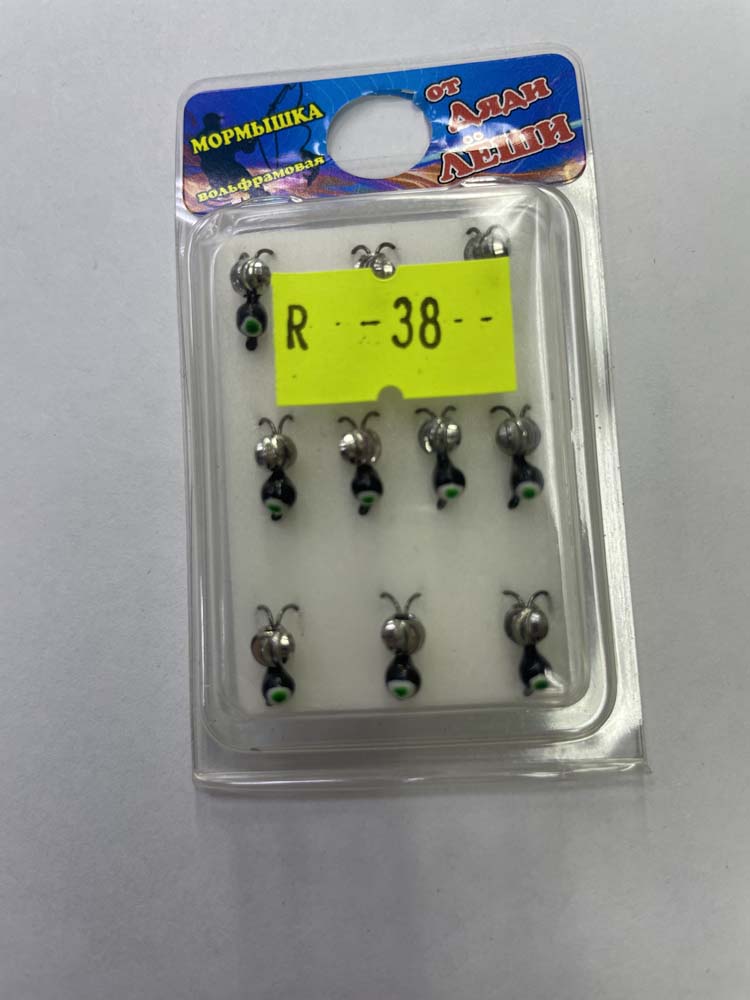 МОРМЫШКА
вольфрамовая
от
Дяди
ЛЁШИ
R --38--